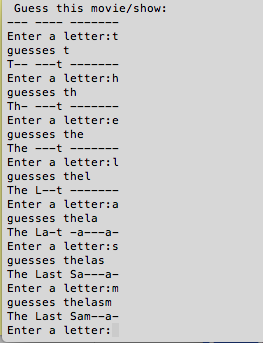 Guess this movie/show:
--- ---- -------
Enter a letter:t
guesses t
T-- ---t -------
Enter a letter:h
guesses th
Th- ---t -------
Enter a letter:e
guesses the
The ---t -------
Enter a letter:l
guesses thel
The L--t -------
Enter a letter:a
guesses thela
The La-t -a---a-
Enter a letter:s
guesses thelas
The Last Sa---a-
Enter a letter:m
guesses thelasm
The Last Sam--a-
Enter a letter: